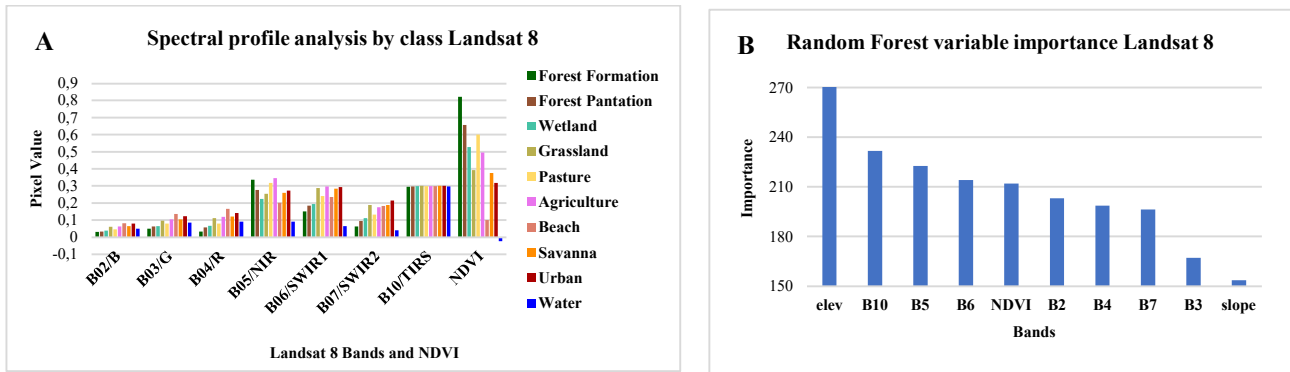 A
Spectral profile analysis by class Landsat 8
0,9
0,8
0,7
0,6
0,5
0,4
0,3
0,2
0,1
0
-0,1
Pixel Value
B02/B
B03/G
B04/R
B05/NIR
B06/SWIR1
B07/SWIR2
B10/TIRS
NDVI
Landsat 8 Bands and NDVI
Forest Formation
Forest Pantation
Wetland
Grassland
Pasture
Agriculture
Beach
Savanna
Urban
Water
B
Random Forest variable importance Landsat 8
270
240
210
180
150
Importance
elev B10 B5 B6 NDVI B2 B4 B7 B3 slope
Bands